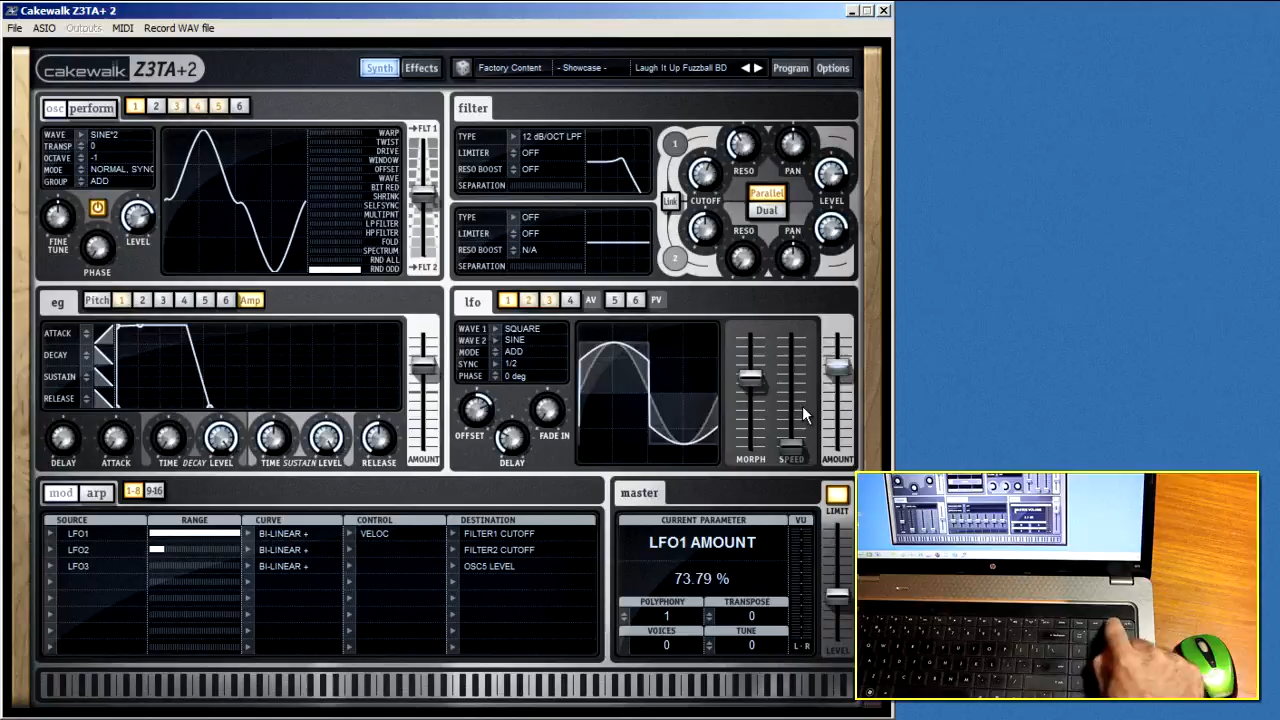 Cakewalk Z3TA+ 2
File ASIO Outputs MIDI Record WAV file
cakewalk Z3TA+2
Synth Effects
Factory Content - Showcase - Laugh It Up Fuzzball BD
Program Options
osc perform 1 2 3 4 5 6
WAVE SINE*2
TRANSP 0
OCTAVE -1
MODE NORMAL, SYNC
GROUP ADD
FINE TUNE
PHASE
LEVEL
WARP
TWIST
DRIVE
WINDOW
OFFSET
WAVE
BIT RED
SHRINK
SELFSYNC
MULTIPNT
LP FILTER
HP FILTER
FOLD
SPECTRUM
RND ALL
RND ODD
FLT 1
FLT 2
filter
TYPE 12 dB/OCT LPF
LIMITER OFF
RESO BOOST OFF
SEPARATION
TYPE OFF
LIMITER OFF
RESO BOOST N/A
SEPARATION
1
Link
2
RESO PAN
CUTOFF
Parallel
Dual
LEVEL
RESO PAN
eg Pitch 1 2 3 4 5 6 Amp
ATTACK
DECAY
SUSTAIN
RELEASE
DELAY ATTACK TIME DECAY LEVEL TIME SUSTAIN LEVEL RELEASE
AMOUNT
lfo 1 2 3 4 AV 5 6 PV
WAVE 1 SQUARE
WAVE 2 SINE
MODE ADD
SYNC 1/2
PHASE 0 deg
OFFSET
DELAY
FADE IN
MORPH SPEED AMOUNT
mod arp 1-8 9-16
SOURCE RANGE CURVE CONTROL DESTINATION
LFO1 BI-LINEAR + VELOC FILTER1 CUTOFF
LFO2 BI-LINEAR + FILTER2 CUTOFF
LFO3 BI-LINEAR +
master
CURRENT PARAMETER
LFO1 AMOUNT
73.79 %
POLYPHONY TRANSPOSE
1 0
VOICES TUNE
0 0
VU
L - R
LIMIT
LEVEL